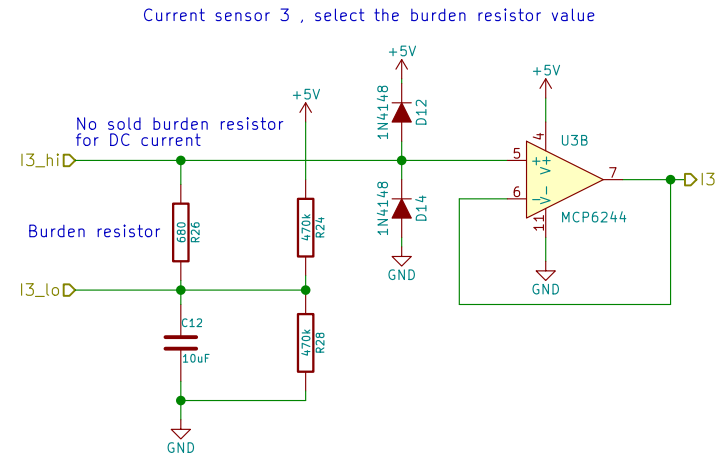 Current sensor 3 , select the burden resistor value
+5V
+5V
+5V
1N4148
D12
No sold burden resistor
for DC current
U3B
4
I3_hi
5
V+
+
7
I3
6
V-
-
11
MCP6244
1N4148
D14
470k
R24
Burden resistor
680
R26
GND
GND
I3_lo
C12
10uF
470k
R28
GND